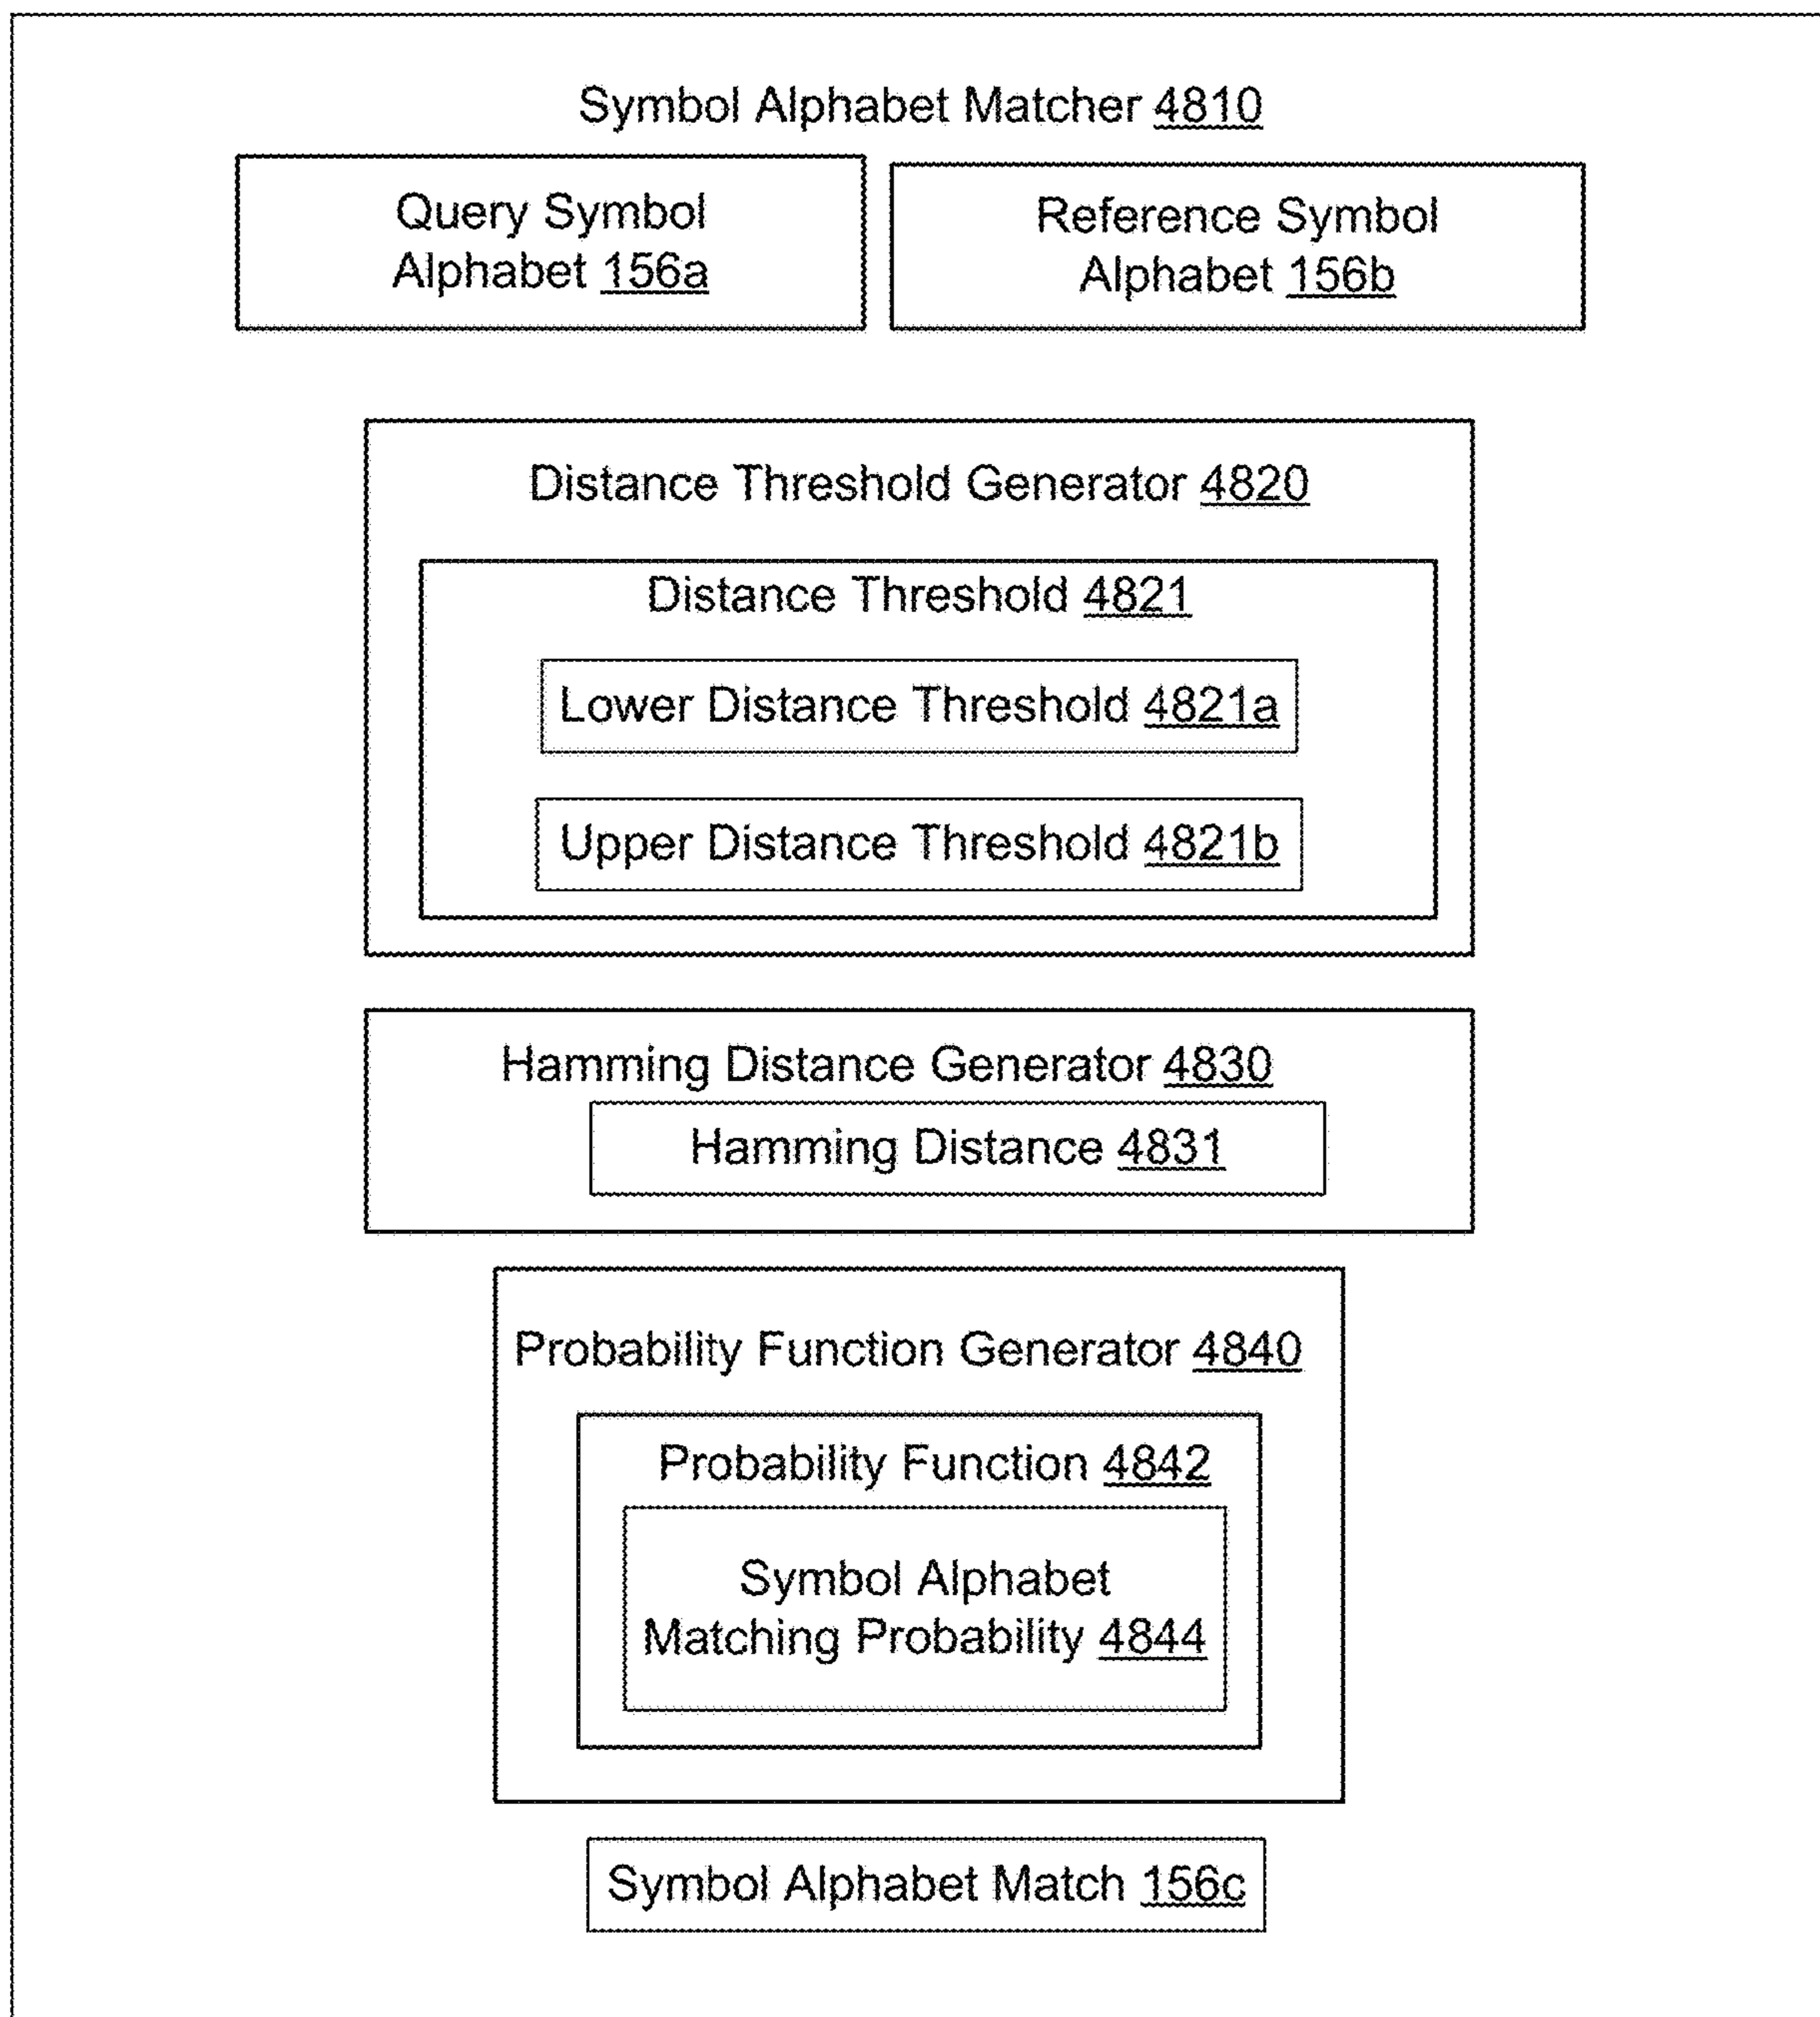 Symbol Alphabet Matcher 4810
Query Symbol
Alphabet 156a
Reference Symbol
Alphabet 156b
Distance Threshold Generator 4820
Distance Threshold 4821
Lower Distance Threshold 4821a
Upper Distance Threshold 4821b
Hamming Distance Generator 4830
Hamming Distance 4831
Probability Function Generator 4840
Probability Function 4842
Symbol Alphabet
Matching Probability 4844
Symbol Alphabet Match 156c